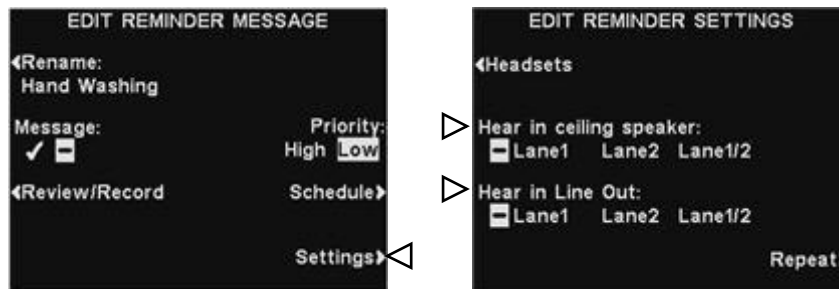 EDIT REMINDER MESSAGE
◀Rename:
Hand Washing
Message:
✓ −
Priority:
High Low
◀Review/Record
Schedule▶
Settings▶
EDIT REMINDER SETTINGS
◀Headsets
Hear in ceiling speaker:
− Lane1 Lane2 Lane1/2
Hear in Line Out:
− Lane1 Lane2 Lane1/2
Repeat